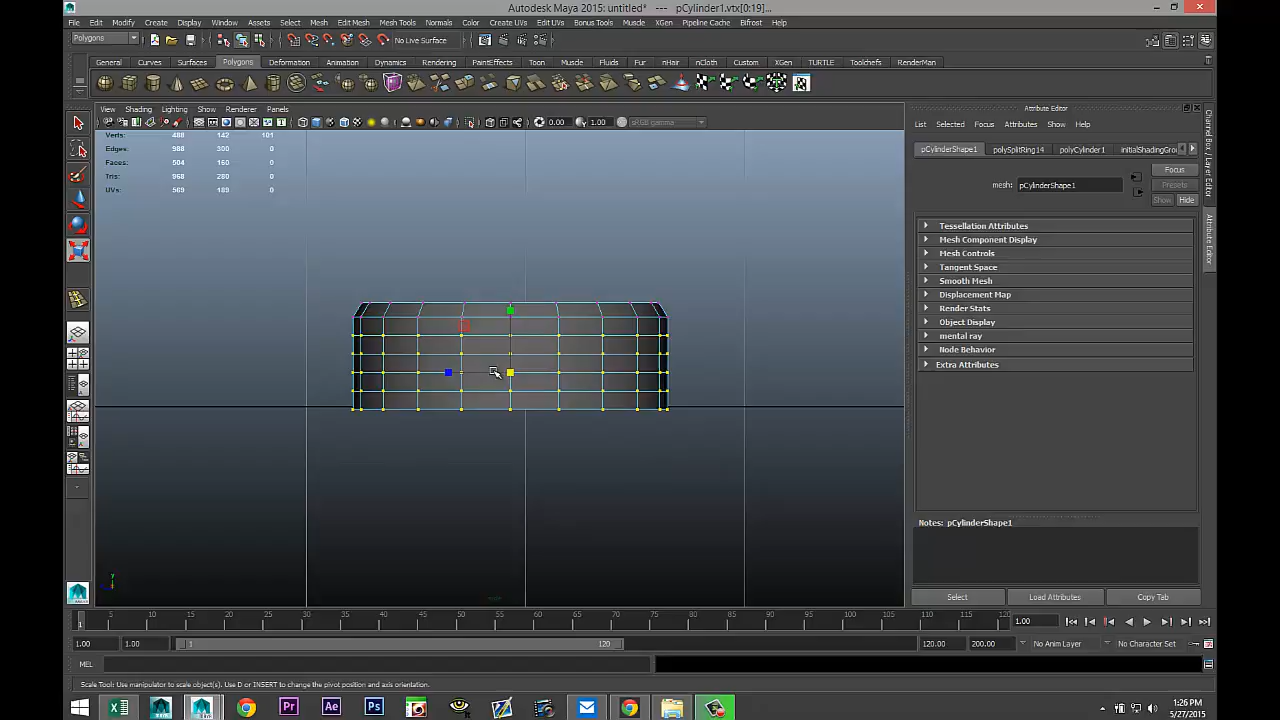 Autodesk Maya 2015: untitled*   ---   pCylinder1.vtx[0:19]...
File Edit Modify Create Display Window Assets Select Mesh Edit Mesh Mesh Tools Normals Color Create UVs Edit UVs Bonus Tools Muscle XGen Pipeline Cache Bifrost Help
Polygons No Live Surface
General Curves Surfaces Polygons Deformation Animation Dynamics Rendering PaintEffects Toon Muscle Fluids Fur nHair nCloth Custom XGen TURTLE Toolchefs RenderMan
View Shading Lighting Show Renderer Panels
Attribute Editor
0.00 1.00 sRGB gamma
List Selected Focus Attributes Show Help
Verts: 488 142 101
Edges: 988 300 0
Faces: 504 160 0
Tris: 968 280 0
UVs: 569 189 0
pCylinderShape1 polySplitRing14 polyCylinder1 initialShadingGrou
Focus
mesh: pCylinderShape1
Presets
Show Hide
Tessellation Attributes
Mesh Component Display
Mesh Controls
Tangent Space
Smooth Mesh
Displacement Map
Render Stats
Object Display
mental ray
Node Behavior
Extra Attributes
Channel Box / Layer Editor
Attribute Editor
Notes: pCylinderShape1
Select Load Attributes Copy Tab
5 10 15 20 25 30 35 40 45 50 55 60 65 70 75 80 85 90 95 100 105 110 115 120
1 1.00
1.00 1.00 1 120 120.00 200.00 No Anim Layer No Character Set
MEL
Scale Tool: Use manipulator to scale object(s). Use D or INSERT to change the pivot position and axis orientation.
1:26 PM
5/27/2015